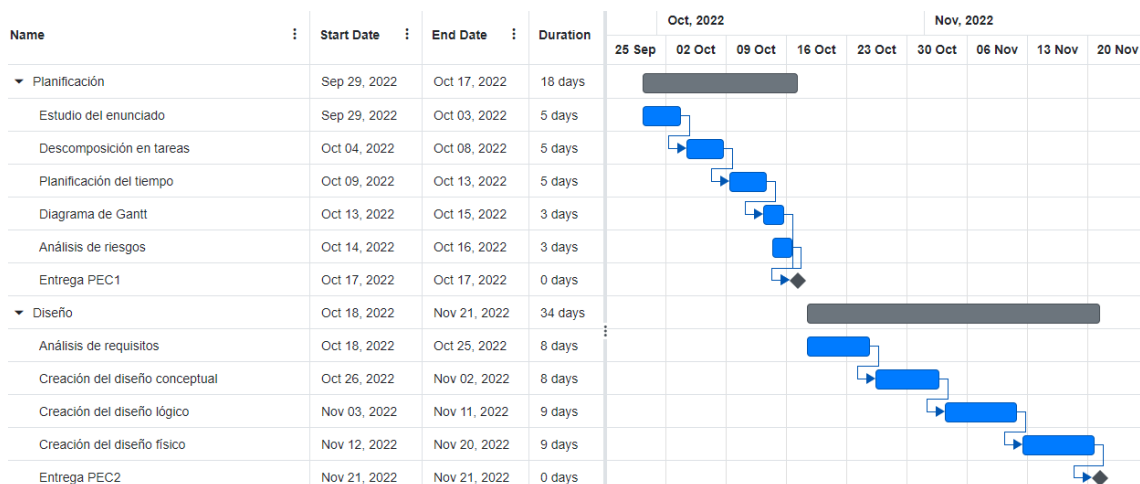 Oct, 2022 Nov, 2022
Name Start Date End Date Duration
25 Sep 02 Oct 09 Oct 16 Oct 23 Oct 30 Oct 06 Nov 13 Nov 20 Nov
Planificación Sep 29, 2022 Oct 17, 2022 18 days
Estudio del enunciado Sep 29, 2022 Oct 03, 2022 5 days
Descomposición en tareas Oct 04, 2022 Oct 08, 2022 5 days
Planificación del tiempo Oct 09, 2022 Oct 13, 2022 5 days
Diagrama de Gantt Oct 13, 2022 Oct 15, 2022 3 days
Análisis de riesgos Oct 14, 2022 Oct 16, 2022 3 days
Entrega PEC1 Oct 17, 2022 Oct 17, 2022 0 days
Diseño Oct 18, 2022 Nov 21, 2022 34 days
Análisis de requisitos Oct 18, 2022 Oct 25, 2022 8 days
Creación del diseño conceptual Oct 26, 2022 Nov 02, 2022 8 days
Creación del diseño lógico Nov 03, 2022 Nov 11, 2022 9 days
Creación del diseño físico Nov 12, 2022 Nov 20, 2022 9 days
Entrega PEC2 Nov 21, 2022 Nov 21, 2022 0 days